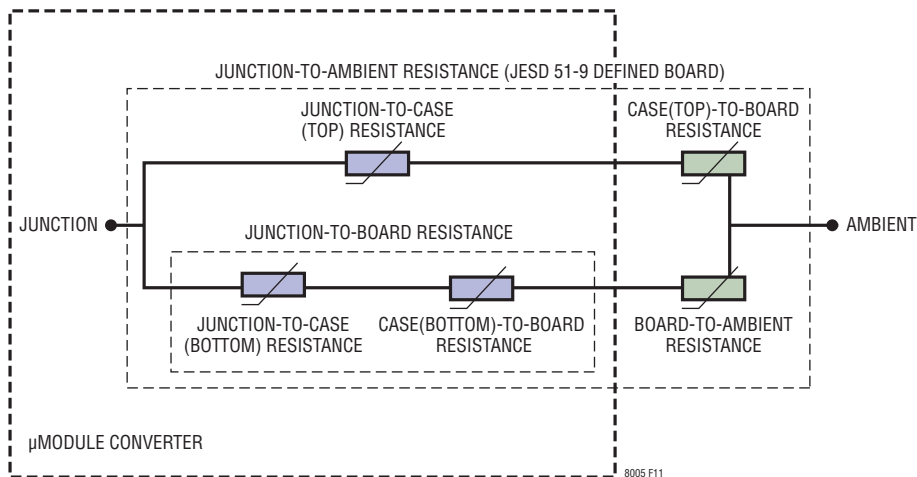 JUNCTION-TO-AMBIENT RESISTANCE (JESD 51-9 DEFINED BOARD)
JUNCTION-TO-CASE
(TOP) RESISTANCE
CASE(TOP)-TO-BOARD
RESISTANCE
JUNCTION
JUNCTION-TO-BOARD RESISTANCE
AMBIENT
JUNCTION-TO-CASE
(BOTTOM) RESISTANCE
CASE(BOTTOM)-TO-BOARD
RESISTANCE
BOARD-TO-AMBIENT
RESISTANCE
µMODULE CONVERTER
8005 F11